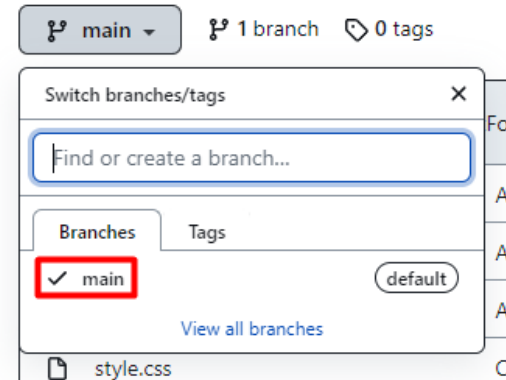 main 1 branch 0 tags
Switch branches/tags
Find or create a branch...
Branches Tags
main default
View all branches
style.css